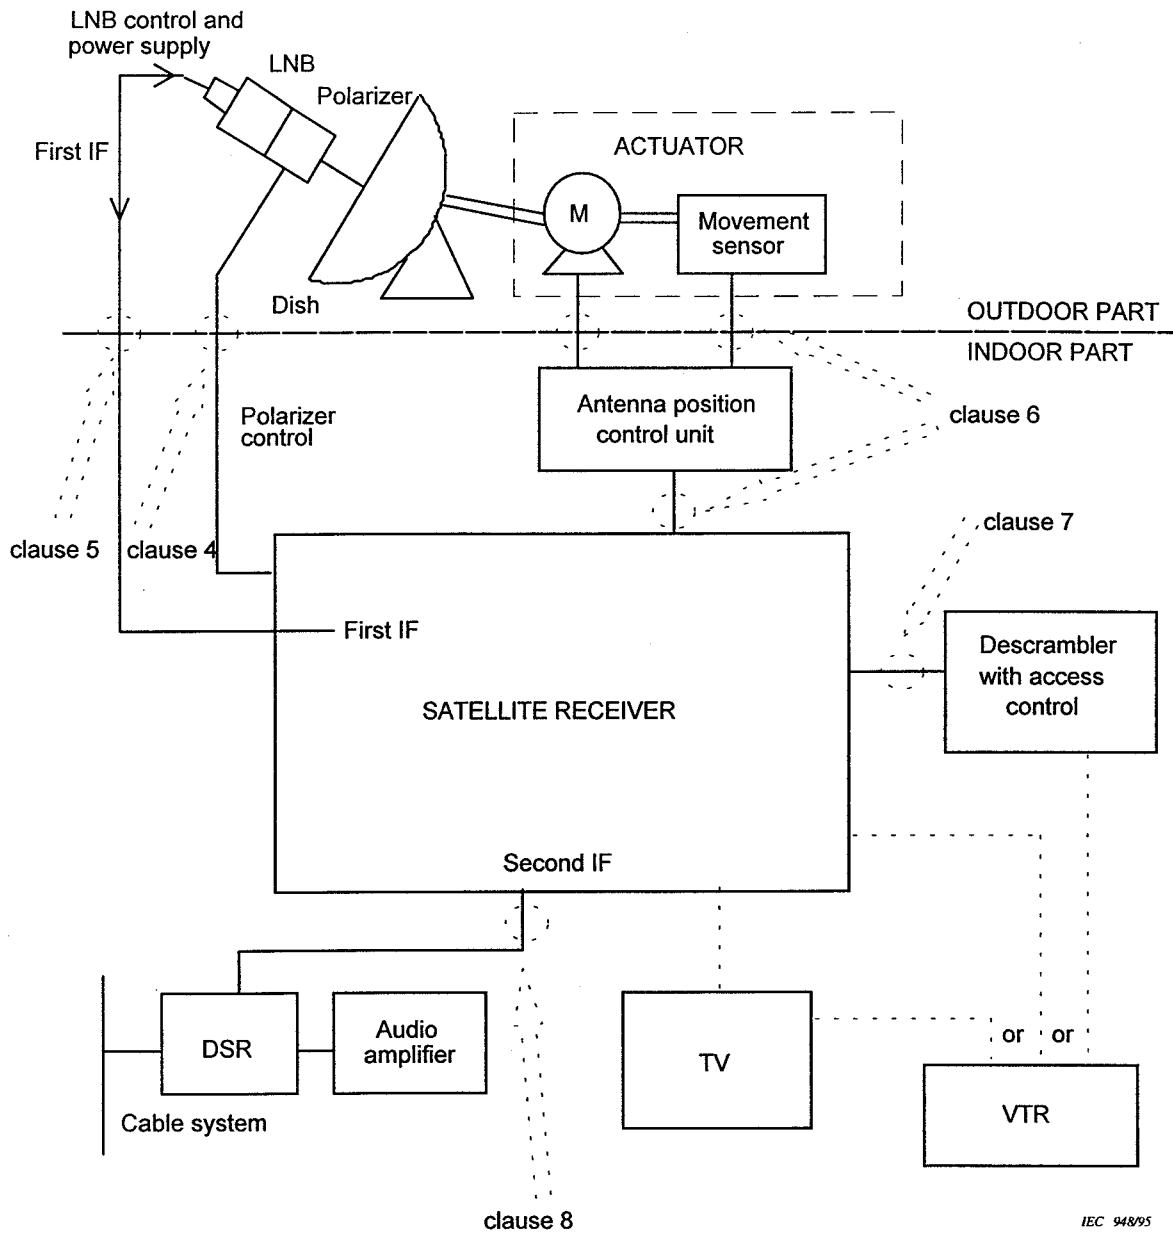 LNB control and
power supply
LNB
Polarizer
First IF
ACTUATOR
M
Movement
sensor
Dish
OUTDOOR PART
INDOOR PART
Polarizer
control
Antenna position
control unit
clause 6
clause 5
clause 4
clause 7
First IF
Descrambler
with access
control
SATELLITE RECEIVER
Second IF
DSR
Audio
amplifier
TV
or
or
VTR
Cable system
clause 8
IEC 948/95